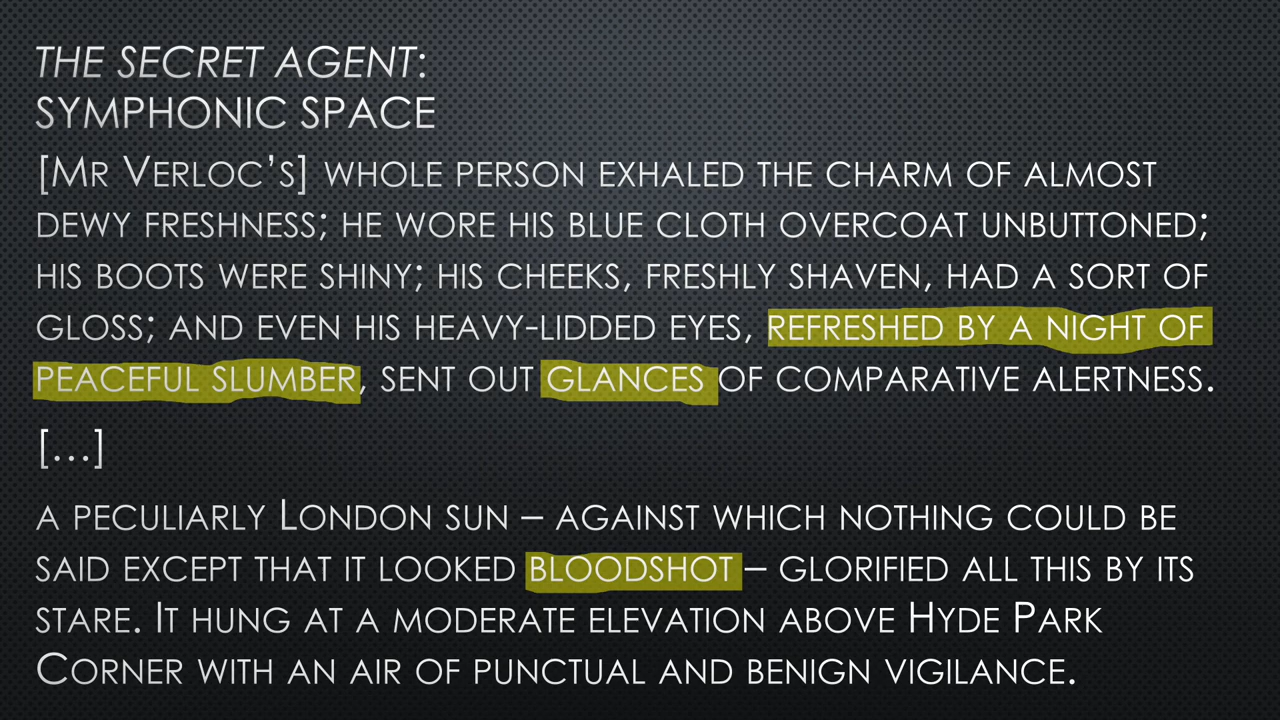 THE SECRET AGENT:
SYMPHONIC SPACE
[MR VERLOC’S] WHOLE PERSON EXHALED THE CHARM OF ALMOST
DEWY FRESHNESS; HE WORE HIS BLUE CLOTH OVERCOAT UNBUTTONED;
HIS BOOTS WERE SHINY; HIS CHEEKS, FRESHLY SHAVEN, HAD A SORT OF
GLOSS; AND EVEN HIS HEAVY-LIDDED EYES, REFRESHED BY A NIGHT OF
PEACEFUL SLUMBER, SENT OUT GLANCES OF COMPARATIVE ALERTNESS.
[…]
A PECULIARLY LONDON SUN – AGAINST WHICH NOTHING COULD BE
SAID EXCEPT THAT IT LOOKED BLOODSHOT – GLORIFIED ALL THIS BY ITS
STARE. IT HUNG AT A MODERATE ELEVATION ABOVE HYDE PARK
CORNER WITH AN AIR OF PUNCTUAL AND BENIGN VIGILANCE.